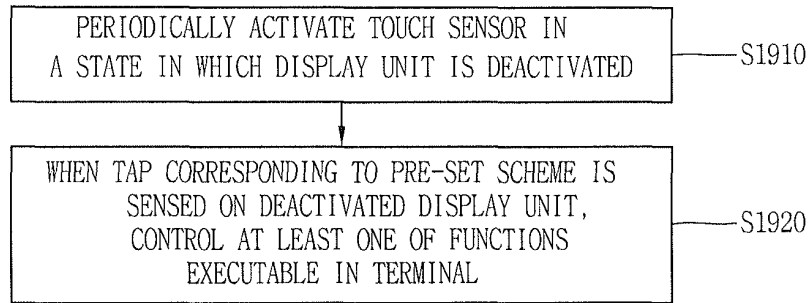 PERIODICALLY ACTIVATE TOUCH SENSOR IN
A STATE IN WHICH DISPLAY UNIT IS DEACTIVATED
S1910
WHEN TAP CORRESPONDING TO PRE-SET SCHEME IS
SENSED ON DEACTIVATED DISPLAY UNIT,
CONTROL AT LEAST ONE OF FUNCTIONS
EXECUTABLE IN TERMINAL
S1920